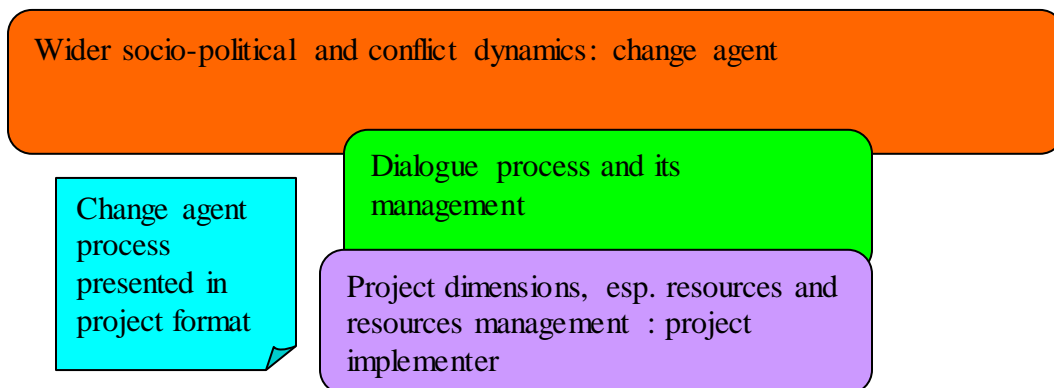 Wider socio-political and conflict dynamics: change agent
Dialogue process and its
management
Change agent
process
presented in
project format
Project dimensions, esp. resources and
resources management : project
implementer